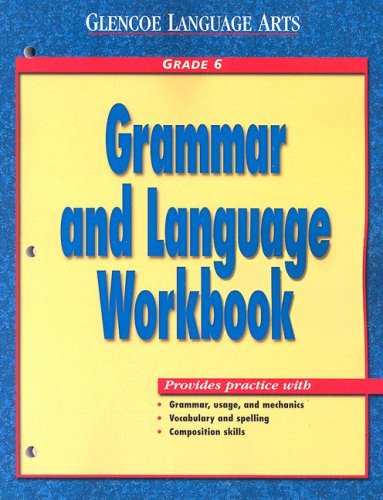 GLENCOE LANGUAGE ARTS
GRADE 6
Grammar
and Language
Workbook
Provides practice with
• Grammar, usage, and mechanics
• Vocabulary and spelling
• Composition skills